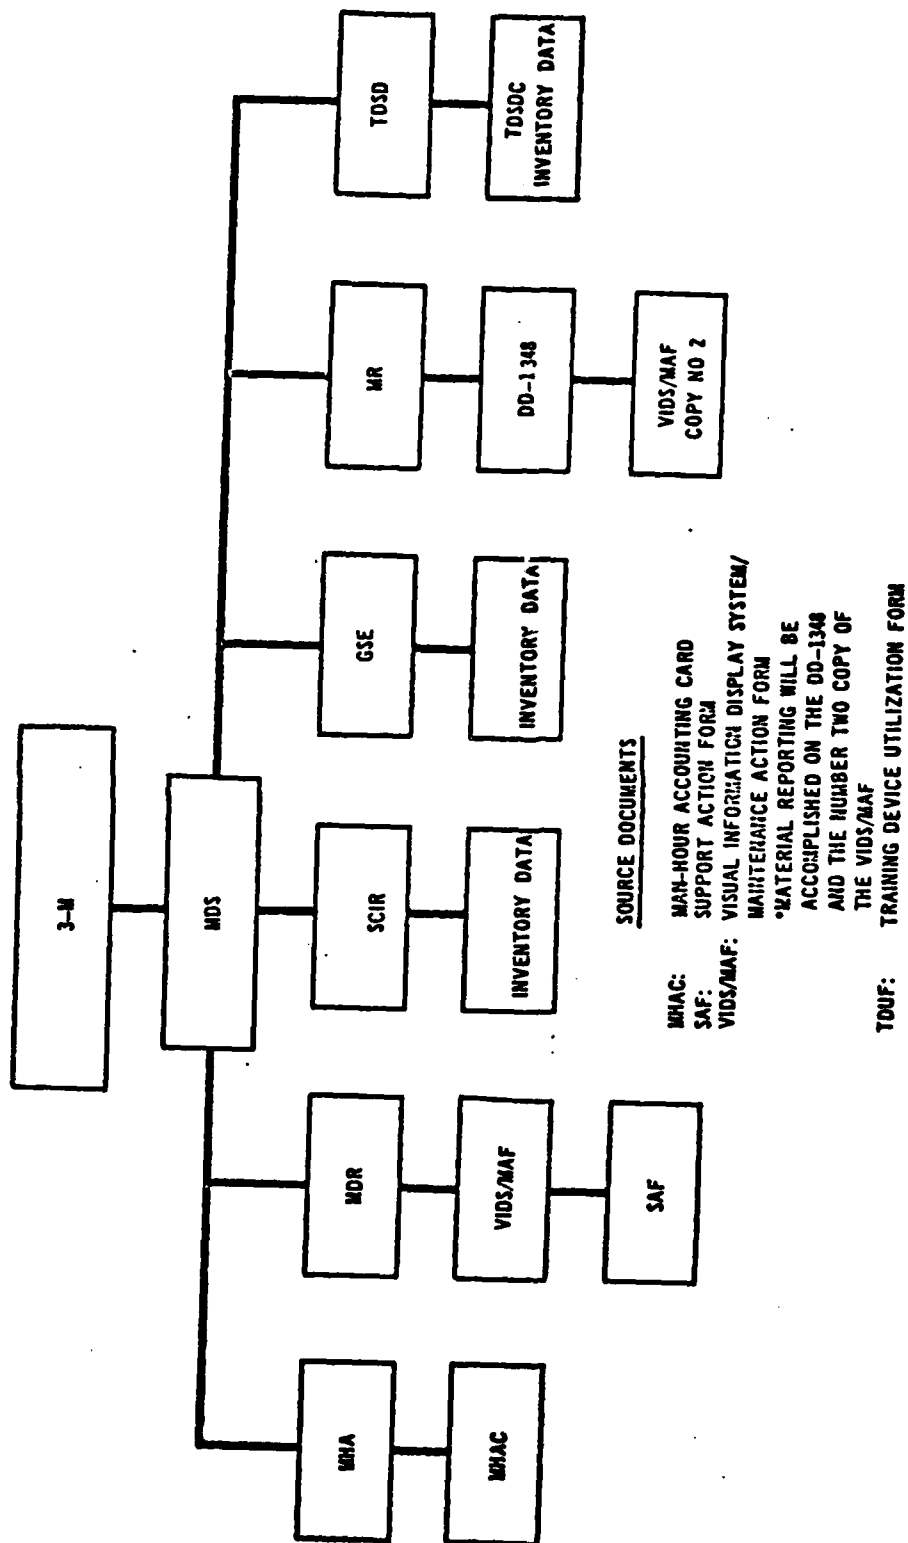 3-M
MDS
MHA
MDR
SCIR
GSE
MR
TDSD
MHAC
VIDS/MAF
INVENTORY DATA
INVENTORY DATA
DD-1348
TDSDC
INVENTORY DATA
SAF
VIDS/MAF
COPY NO 2
SOURCE DOCUMENTS
MHAC: MAN-HOUR ACCOUNTING CARD
SAF: SUPPORT ACTION FORM
VIDS/MAF: VISUAL INFORMATION DISPLAY SYSTEM/
MAINTENANCE ACTION FORM
*MATERIAL REPORTING WILL BE
ACCOMPLISHED ON THE DD-1348
AND THE NUMBER TWO COPY OF
THE VIDS/MAF
TDUF: TRAINING DEVICE UTILIZATION FORM